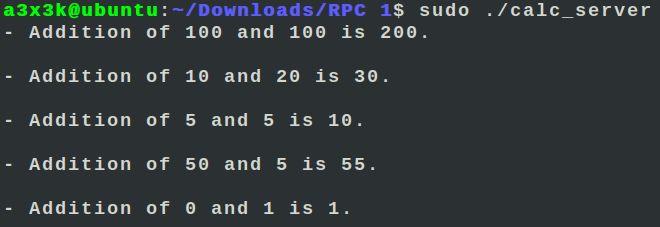 a3x3k@ubuntu:~/Downloads/RPC 1$ sudo ./calc_server
- Addition of 100 and 100 is 200.
- Addition of 10 and 20 is 30.
- Addition of 5 and 5 is 10.
- Addition of 50 and 5 is 55.
- Addition of 0 and 1 is 1.